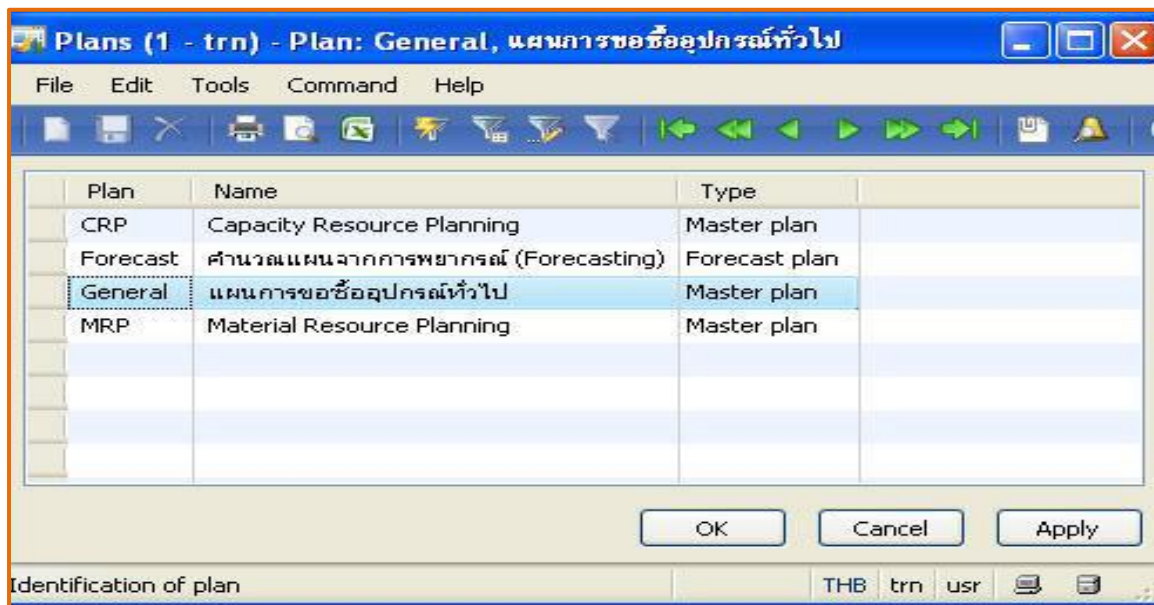 Plans (1 - trn) - Plan: General, แผนการขอซื้ออุปกรณ์ทั่วไป
File Edit Tools Command Help
Plan Name Type
CRP Capacity Resource Planning Master plan
Forecast คำนวณแผนจากการพยากรณ์ (Forecasting) Forecast plan
General แผนการขอซื้ออุปกรณ์ทั่วไป Master plan
MRP Material Resource Planning Master plan
OK Cancel Apply
Identification of plan THB trn usr